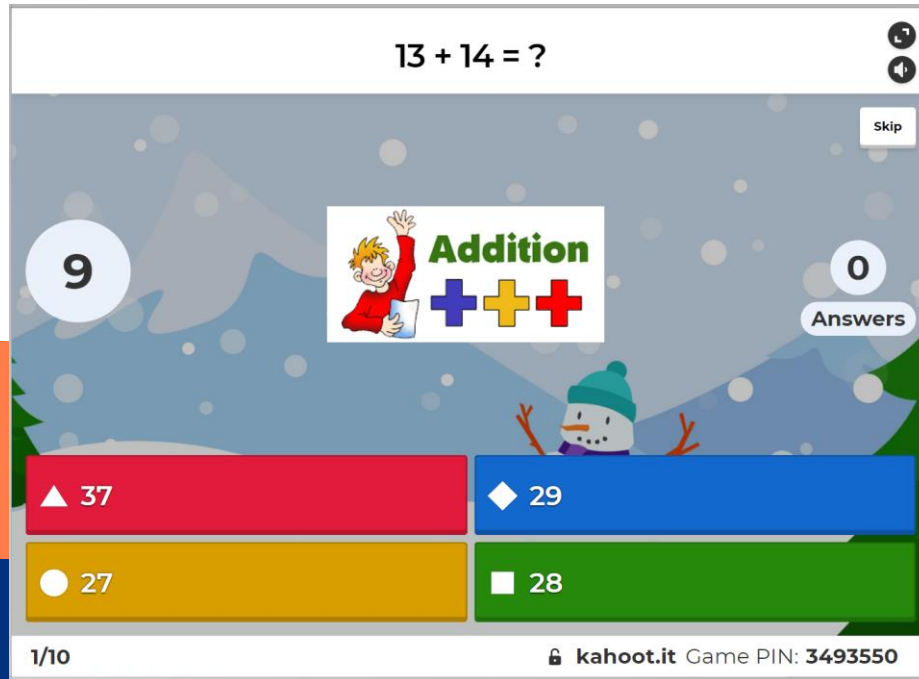 13 + 14 = ?
Skip
9
Addition
0
Answers
37
29
27
28
1/10
kahoot.it Game PIN: 3493550